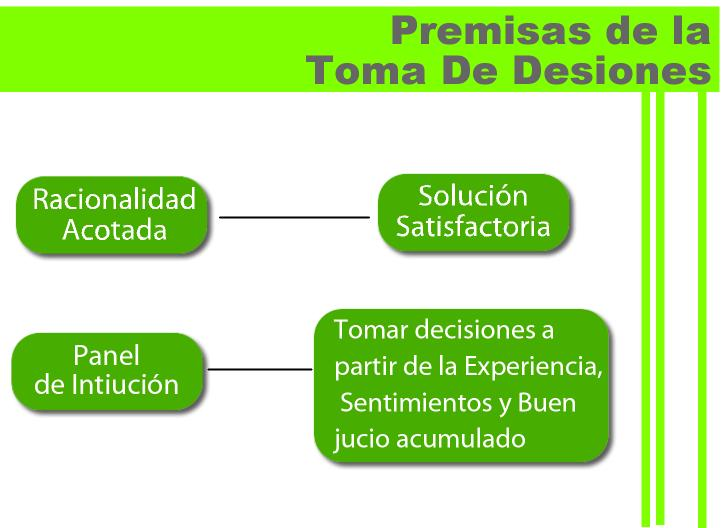 Premisas de la
Toma De Desiones
Racionalidad
Acotada
Solución
Satisfactoria
Panel
de Intiución
Tomar decisiones a
partir de la Experiencia,
Sentimientos y Buen
jucio acumulado